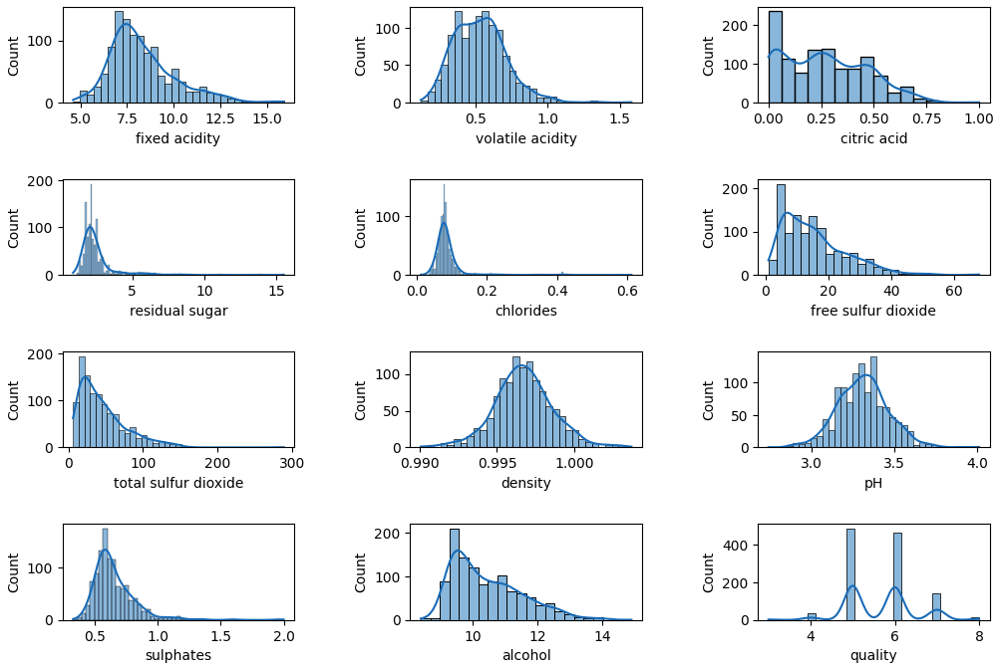 100
0
Count
5.0 7.5 10.0 12.5 15.0
fixed acidity
100
50
0
Count
0.5 1.0 1.5
volatile acidity
200
100
0
Count
0.00 0.25 0.50 0.75 1.00
citric acid
200
100
0
Count
5 10 15
residual sugar
100
0
Count
0.0 0.2 0.4 0.6
chlorides
200
100
0
Count
0 20 40 60
free sulfur dioxide
200
100
0
Count
0 100 200 300
total sulfur dioxide
100
50
0
Count
0.990 0.995 1.000
density
100
50
0
Count
3.0 3.5 4.0
pH
100
0
Count
0.5 1.0 1.5 2.0
sulphates
200
100
0
Count
10 12 14
alcohol
400
200
0
Count
4 6 8
quality